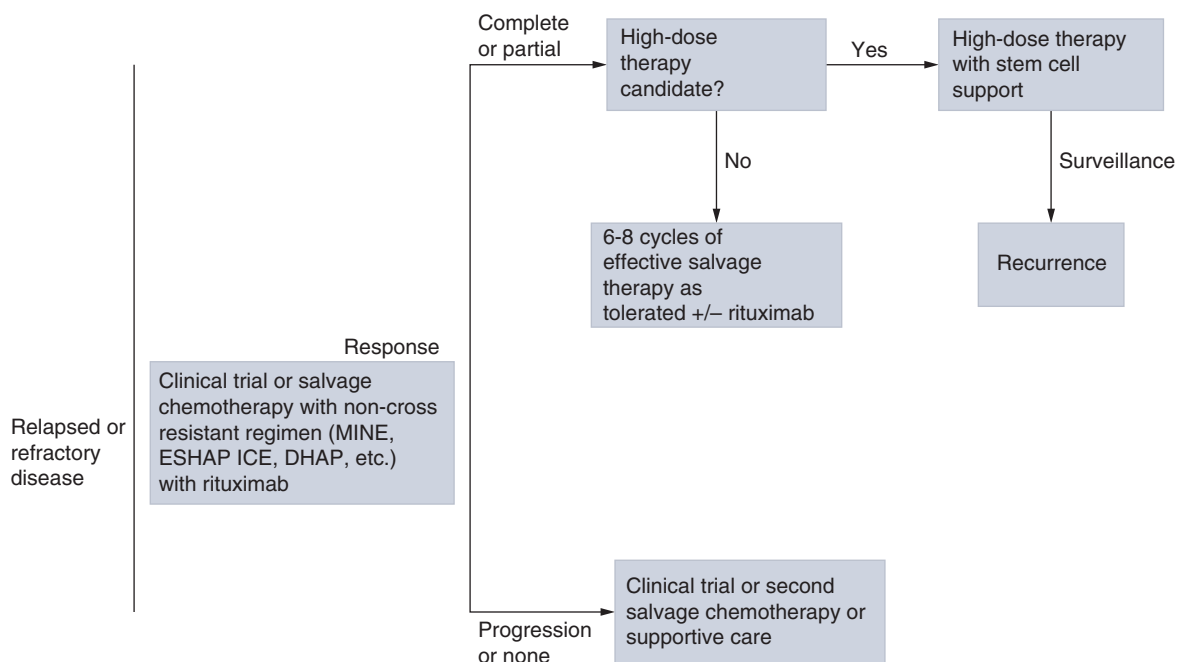 Complete
or partial
High-dose
therapy
candidate?
Yes
High-dose therapy
with stem cell
support
No
Surveillance
6-8 cycles of
effective salvage
therapy as
tolerated +/– rituximab
Recurrence
Response
Relapsed or
refractory
disease
Clinical trial or salvage
chemotherapy with non-cross
resistant regimen (MINE,
ESHAP ICE, DHAP, etc.)
with rituximab
Progression
or none
Clinical trial or second
salvage chemotherapy or
supportive care